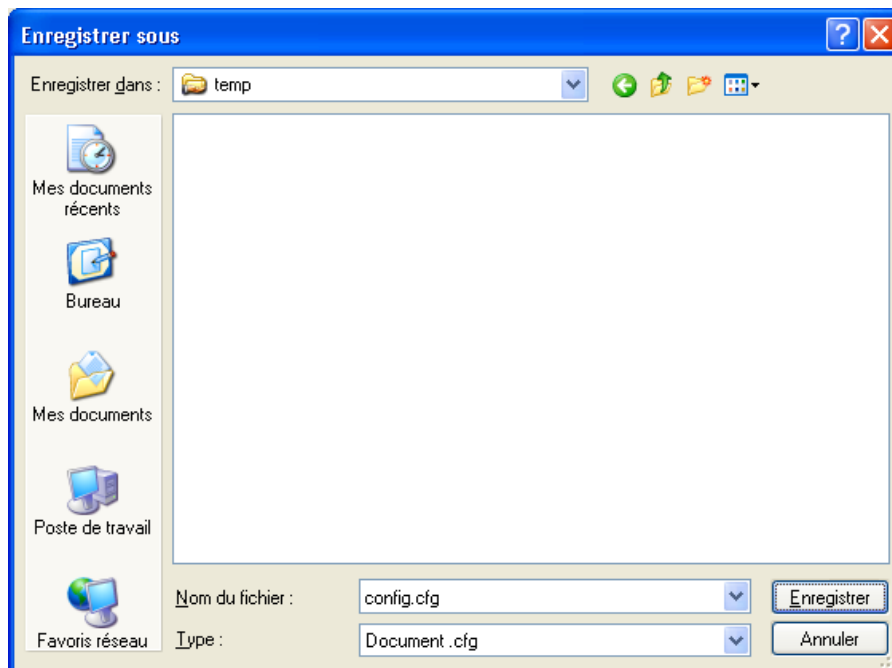 Enregistrer sous
Enregistrer dans :
temp
Mes documents
récents
Bureau
Mes documents
Poste de travail
Favoris réseau
Nom du fichier :
config.cfg
Enregistrer
Type :
Document .cfg
Annuler